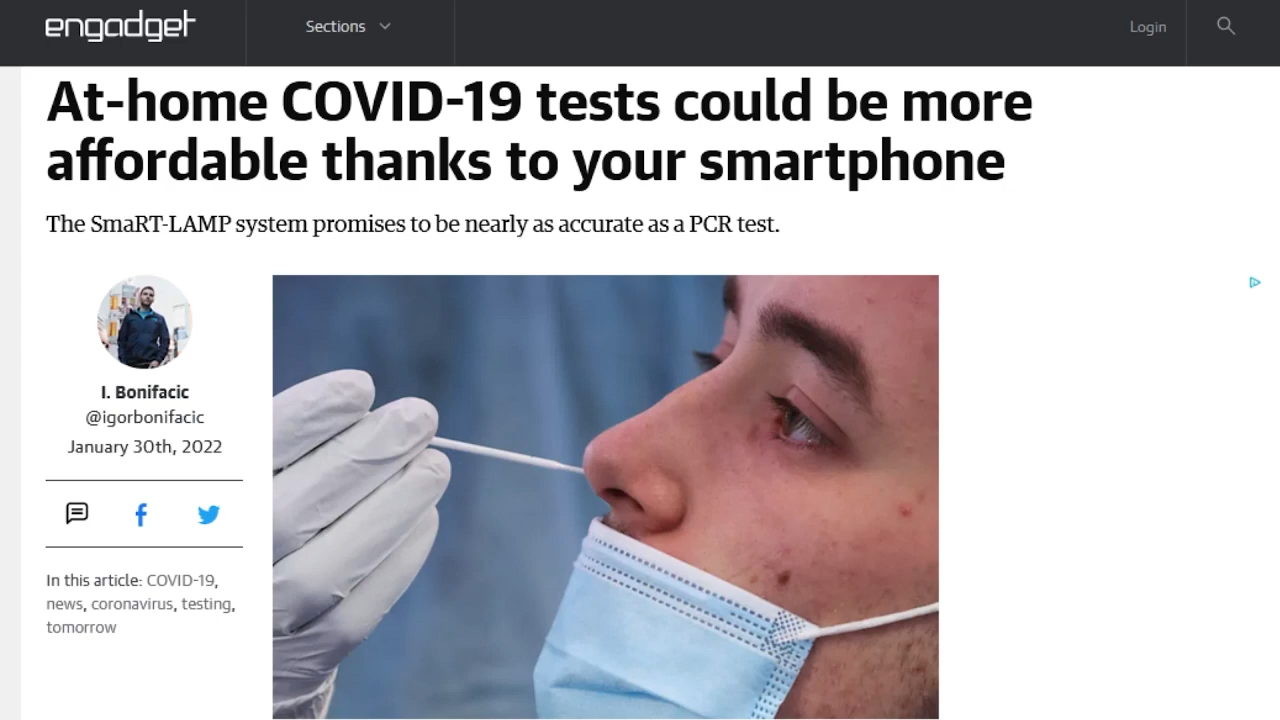 engadget
Sections
Login
At-home COVID-19 tests could be more
affordable thanks to your smartphone
The SmaRT-LAMP system promises to be nearly as accurate as a PCR test.
I. Bonifacic
@igorbonifacic
January 30th, 2022
In this article: COVID-19,
news, coronavirus, testing,
tomorrow